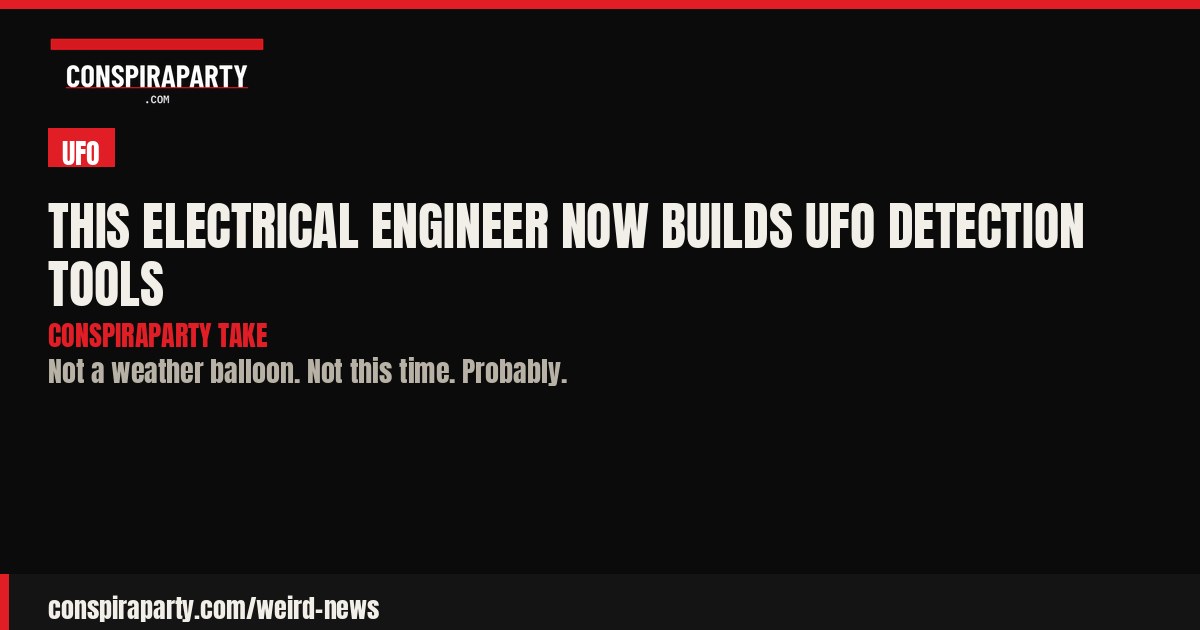 CONSPIRAPARTY
.COM
UFO
THIS ELECTRICAL ENGINEER NOW BUILDS UFO DETECTION
TOOLS
CONSPIRAPARTY TAKE
Not a weather balloon. Not this time. Probably.
conspiraparty.com/weird-news